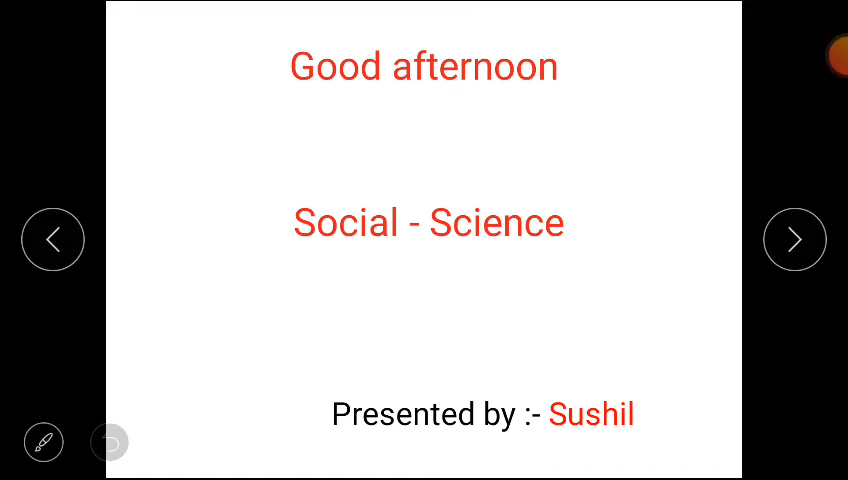 Good afternoon
Social - Science
Presented by :- Sushil